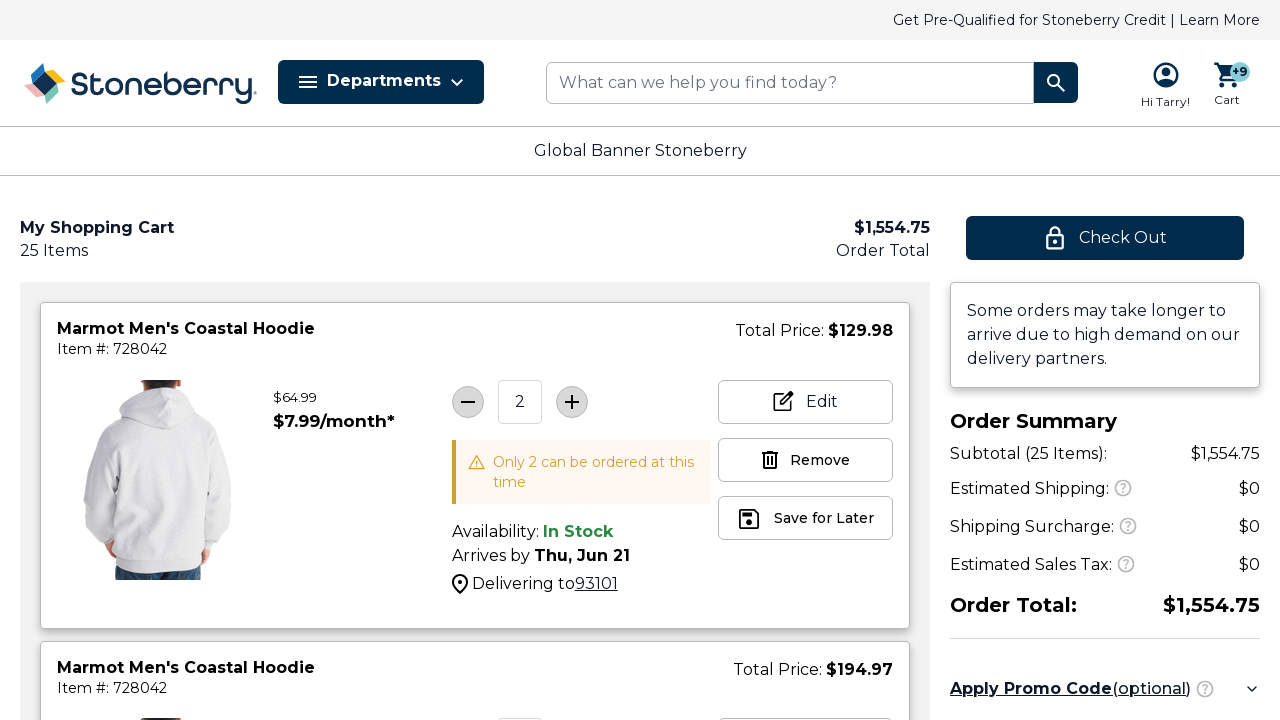 Get Pre-Qualified for Stoneberry Credit | Learn More
Stoneberry
Departments
What can we help you find today?
Hi Tarry!
+9
Cart
Global Banner Stoneberry
My Shopping Cart
25 Items
$1,554.75
Order Total
Check Out
Marmot Men's Coastal Hoodie
Item #: 728042
Total Price: $129.98
$64.99
$7.99/month*
2
Only 2 can be ordered at this
time
Availability: In Stock
Arrives by Thu, Jun 21
Delivering to93101
Edit
Remove
Save for Later
Marmot Men's Coastal Hoodie
Item #: 728042
Total Price: $194.97
Some orders may take longer to
arrive due to high demand on our
delivery partners.
Order Summary
Subtotal (25 Items): $1,554.75
Estimated Shipping: $0
Shipping Surcharge: $0
Estimated Sales Tax: $0
Order Total: $1,554.75
Apply Promo Code(optional)